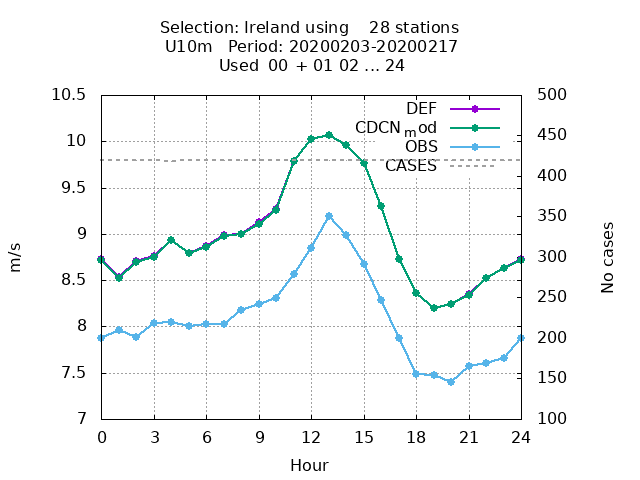 Selection: Ireland using    28 stations
U10m   Period: 20200203-20200217
Used  00  + 01 02 ... 24
10.5
10
9.5
9
8.5
8
7.5
7
m/s
500
450
400
350
300
250
200
150
100
No cases
DEF
CDCNmod
OBS
CASES
0 3 6 9 12 15 18 21 24
Hour